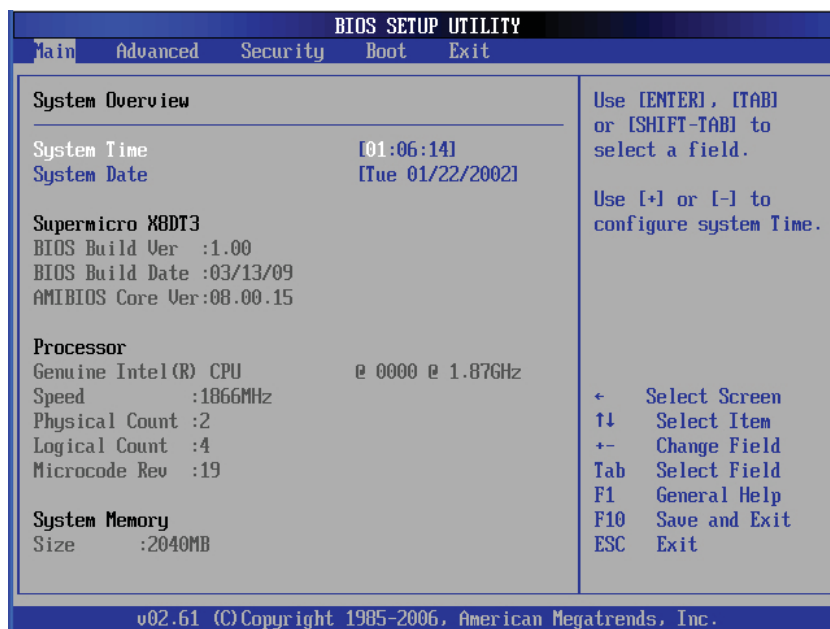 BIOS SETUP UTILITY
Main Advanced Security Boot Exit
System Overview
System Time [01:06:14]
System Date [Tue 01/22/2002]
Supermicro X8DT3
BIOS Build Ver :1.00
BIOS Build Date :03/13/09
AMIBIOS Core Ver:08.00.15
Processor
Genuine Intel(R) CPU @ 0000 @ 1.87GHz
Speed :1866MHz
Physical Count :2
Logical Count :4
Microcode Rev :19
System Memory
Size :2040MB
Use [ENTER], [TAB]
or [SHIFT-TAB] to
select a field.
Use [+] or [-] to
configure system Time.
← Select Screen
↑↓ Select Item
+- Change Field
Tab Select Field
F1 General Help
F10 Save and Exit
ESC Exit
v02.61 (C)Copyright 1985-2006, American Megatrends, Inc.